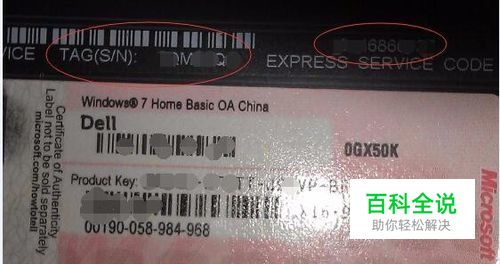 VICE TAG(S/N):
EXPRESS SERVICE CODE
Windows® 7 Home Basic OA China
Dell
0GX50K
Product Key:
00190-058-984-968
Certificate of Authenticity
Label not to be sold separately
microsoft.com/howtotell
Microsoft
百科全说
助你轻松解决